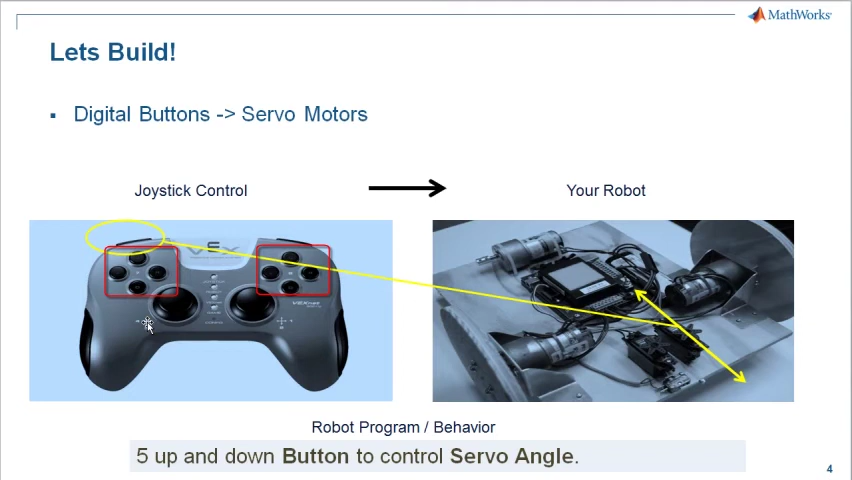 MathWorks
Lets Build!
Digital Buttons -> Servo Motors
Joystick Control
Your Robot
VEX
Robot Program / Behavior
5 up and down Button to control Servo Angle.
4